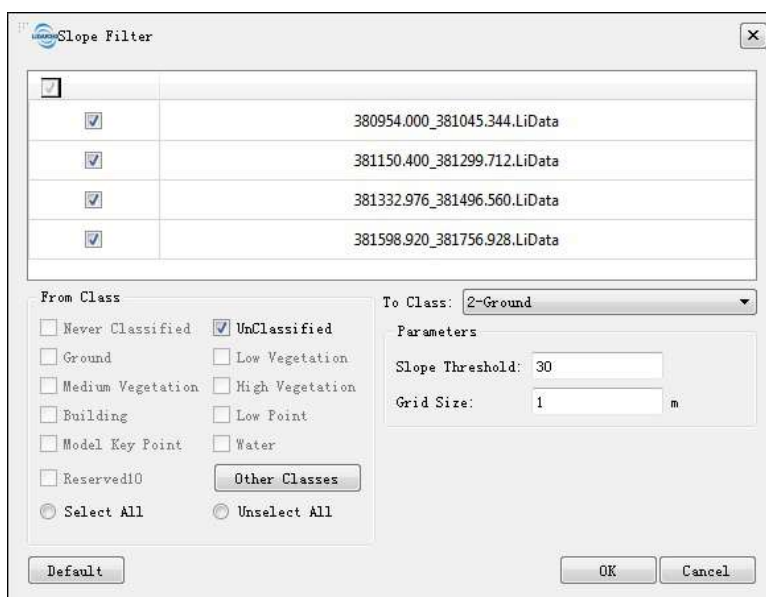 Slope Filter
380954.000_381045.344.LiData
381150.400_381299.712.LiData
381332.976_381496.560.LiData
381598.920_381756.928.LiData
From Class
Never Classified UnClassified
Ground Low Vegetation
Medium Vegetation High Vegetation
Building Low Point
Model Key Point Water
Reserved10 Other Classes
Select All Unselect All
To Class: 2-Ground
Parameters
Slope Threshold: 30
Grid Size: 1 m
Default OK Cancel